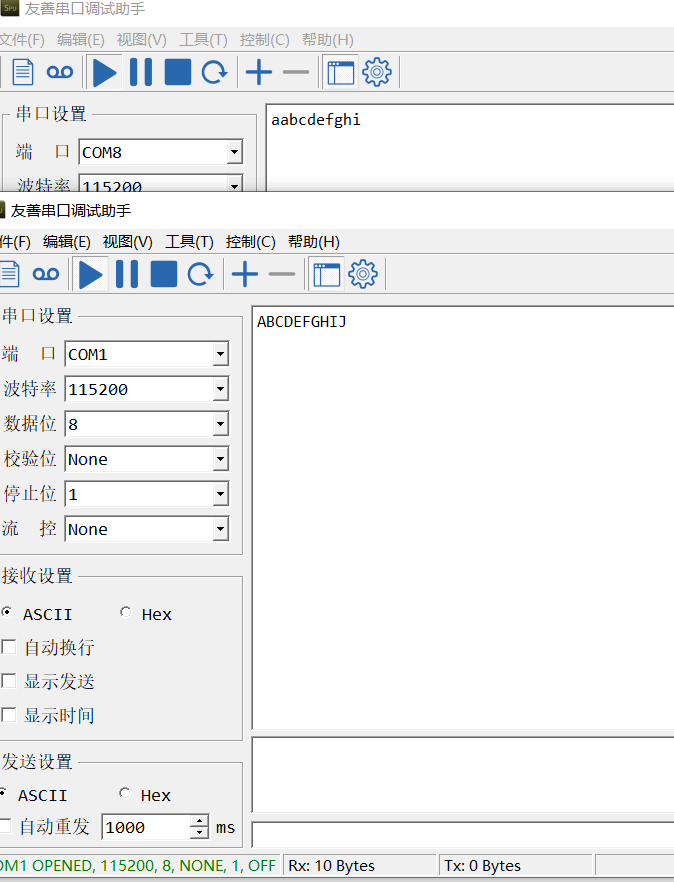 友善串口调试助手
文件(F) 编辑(E) 视图(V) 工具(T) 控制(C) 帮助(H)
串口设置
端 口 COM8
波特率 115200
aabcdefghi
友善串口调试助手
件(F) 编辑(E) 视图(V) 工具(T) 控制(C) 帮助(H)
串口设置
端 口 COM1
波特率 115200
数据位 8
校验位 None
停止位 1
流 控 None
ABCDEFGHIJ
接收设置
ASCII Hex
自动换行
显示发送
显示时间
发送设置
ASCII Hex
自动重发 1000 ms
OM1 OPENED, 115200, 8, NONE, 1, OFF Rx: 10 Bytes Tx: 0 Bytes